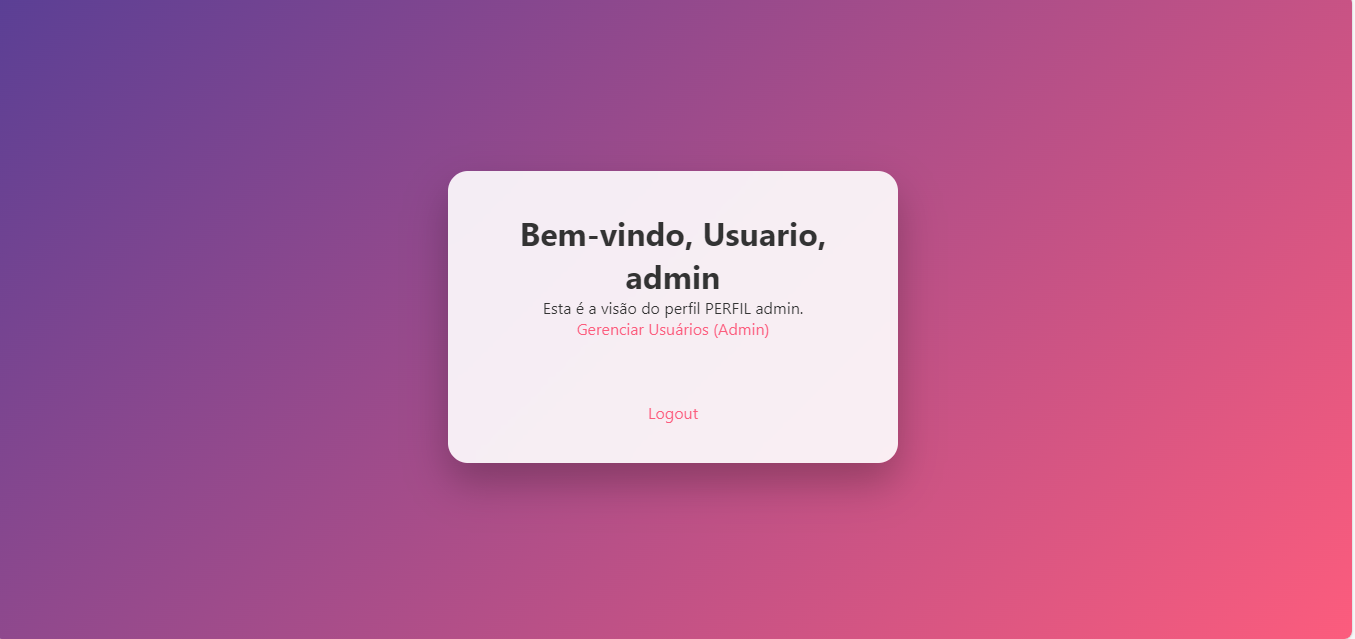 Bem-vindo, Usuario,
admin
Esta é a visão do perfil PERFIL admin.
Gerenciar Usuários (Admin)
Logout